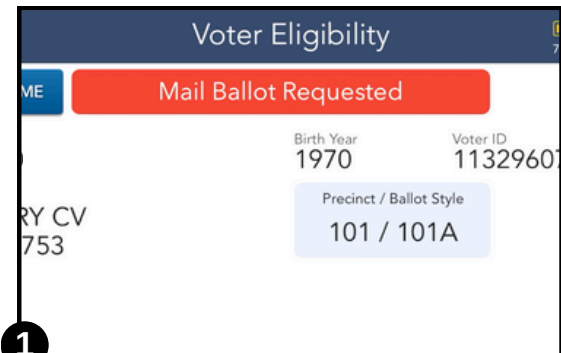 Voter Eligibility
ME
Mail Ballot Requested
Birth Year
Voter ID
1970
1132960
Precinct / Ballot Style
RY CV
101 / 101A
753
1